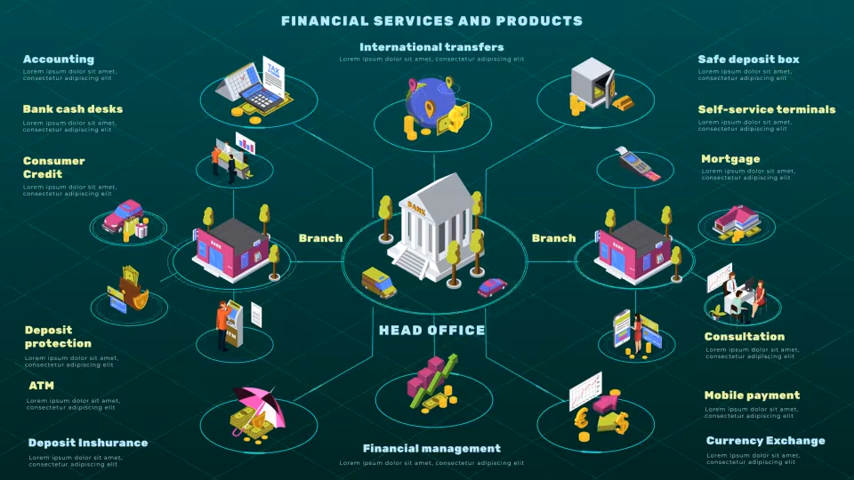 FINANCIAL SERVICES AND PRODUCTS
International transfers
Lorem ipsum dolor sit amet, consectetur adipiscing elit
Accounting
Lorem ipsum dolor sit amet,
consectetur adipiscing elit
Bank cash desks
Lorem ipsum dolor sit amet,
consectetur adipiscing elit
Consumer
Credit
Lorem ipsum dolor sit amet,
consectetur adipiscing elit
Safe deposit box
Lorem ipsum dolor sit amet,
consectetur adipiscing elit
Self-service terminals
Lorem ipsum dolor sit amet,
consectetur adipiscing elit
Mortgage
Lorem ipsum dolor sit amet,
consectetur adipiscing elit
TAX
BANK
Branch
Branch
BANK
BANK
HEAD OFFICE
ATM
Deposit
protection
Lorem ipsum dolor sit amet,
consectetur adipiscing elit
ATM
Lorem ipsum dolor sit amet,
consectetur adipiscing elit
Deposit Inshurance
Lorem ipsum dolor sit amet,
consectetur adipiscing elit
Financial management
Lorem ipsum dolor sit amet, consectetur adipiscing elit
Consultation
Lorem ipsum dolor sit amet,
consectetur adipiscing elit
Mobile payment
Lorem ipsum dolor sit amet,
consectetur adipiscing elit
Currency Exchange
Lorem ipsum dolor sit amet,
consectetur adipiscing elit